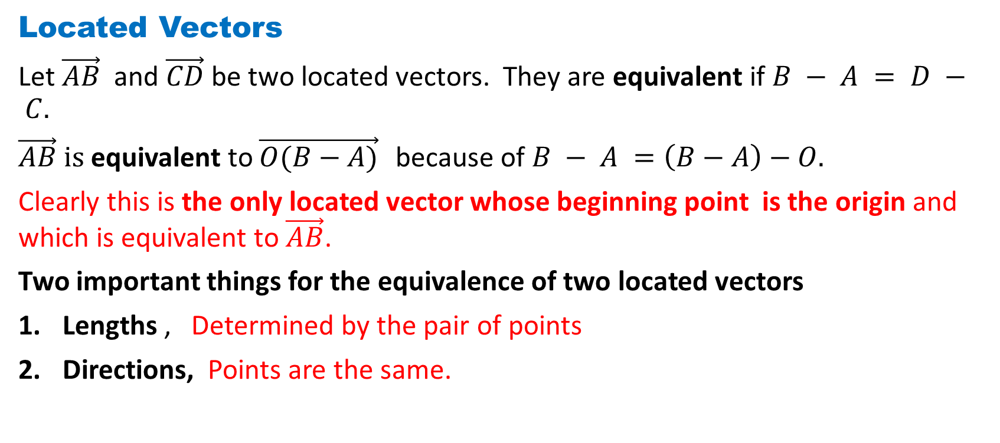 Located Vectors
Let $\overrightarrow{AB}$ and $\overrightarrow{CD}$ be two located vectors. They are equivalent if $B - A = D -$
$C$.
$\overrightarrow{AB}$ is equivalent to $\overrightarrow{O(B - A)}$ because of $B - A = (B - A) - O$.
Clearly this is the only located vector whose beginning point is the origin and
which is equivalent to $\overrightarrow{AB}$.
Two important things for the equivalence of two located vectors
1. Lengths , Determined by the pair of points
2. Directions, Points are the same.